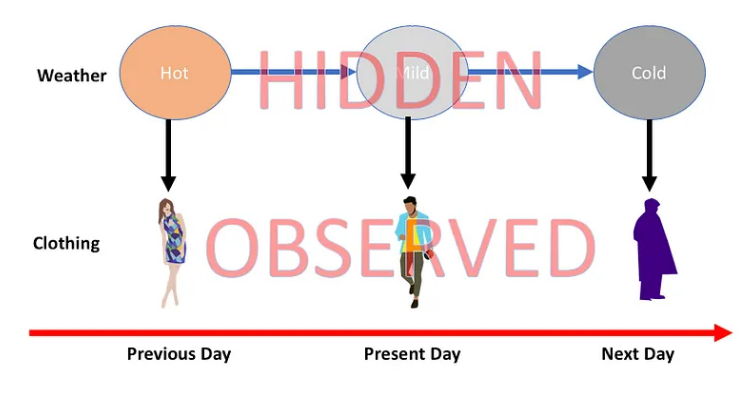 Weather
Hot
Mild
Cold
HIDDEN
Clothing
OBSERVED
Previous Day
Present Day
Next Day